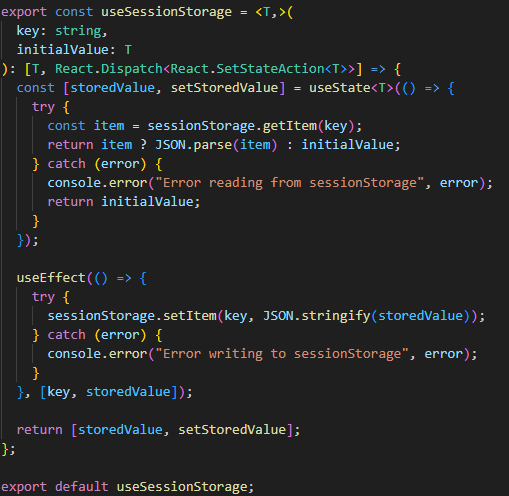 export const useSessionStorage = <T,>(
  key: string,
  initialValue: T
): [T, React.Dispatch<React.SetStateAction<T>>] => {
  const [storedValue, setStoredValue] = useState<T>(() => {
    try {
      const item = sessionStorage.getItem(key);
      return item ? JSON.parse(item) : initialValue;
    } catch (error) {
      console.error("Error reading from sessionStorage", error);
      return initialValue;
    }
  });

  useEffect(() => {
    try {
      sessionStorage.setItem(key, JSON.stringify(storedValue));
    } catch (error) {
      console.error("Error writing to sessionStorage", error);
    }
  }, [key, storedValue]);

  return [storedValue, setStoredValue];
};

export default useSessionStorage;